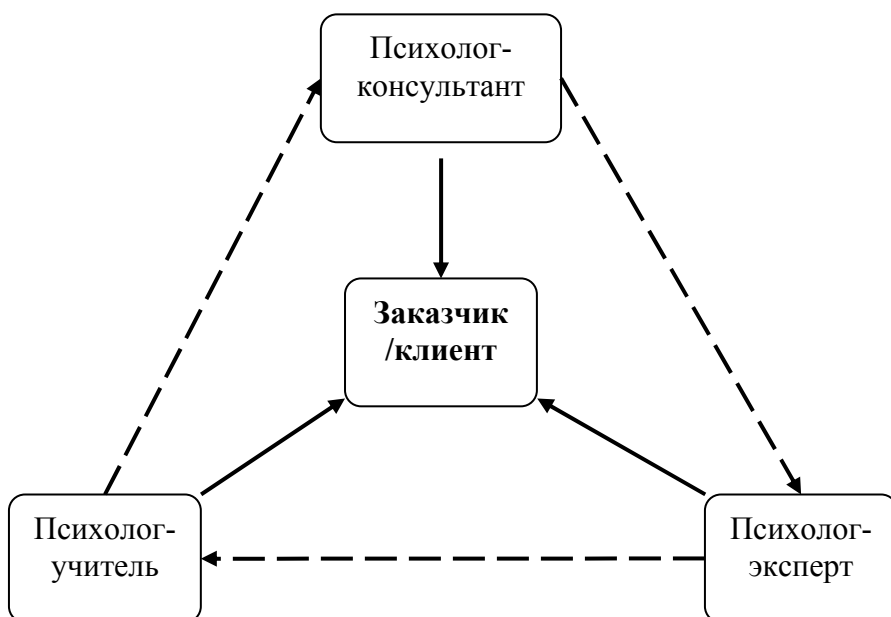 Психолог-
консультант
Заказчик
/клиент
Психолог-
учитель
Психолог-
эксперт